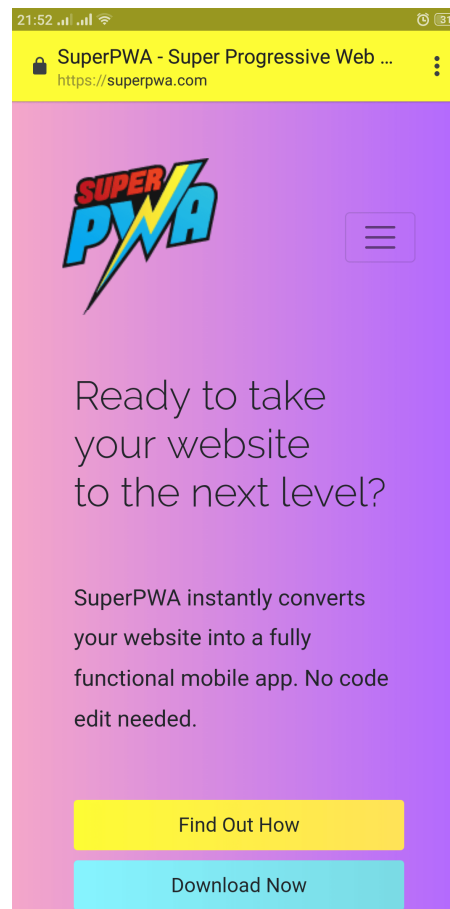 21:52
31
SuperPWA - Super Progressive Web ...
https://superpwa.com
SUPER
PWA
Ready to take
your website
to the next level?
SuperPWA instantly converts
your website into a fully
functional mobile app. No code
edit needed.
Find Out How
Download Now